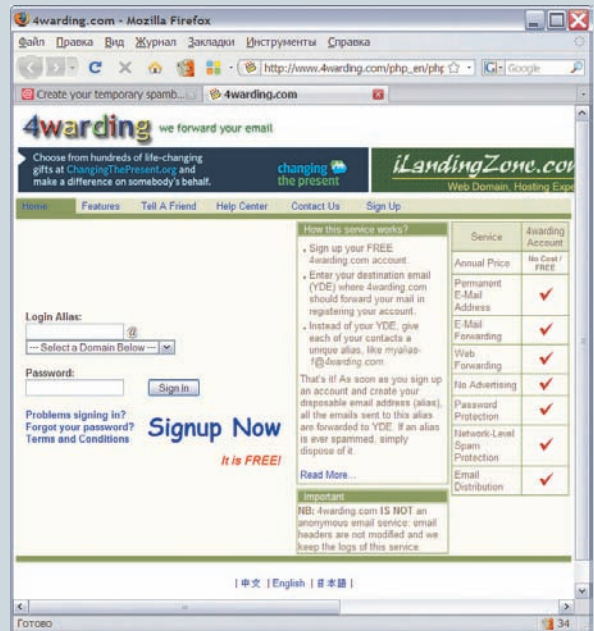 4warding.com - Mozilla Firefox
Файл Правка Вид Журнал Закладки Инструменты Справка
http://www.4warding.com/php_en/php
Google
Create your temporary spamb...
4warding.com
4warding we forward your email
Choose from hundreds of life-changing
gifts at ChangingThePresent.org and
make a difference on somebody's behalf.
changing
the present
iLandingZone.com
Web Domain, Hosting Expe
Home Features Tell A Friend Help Center Contact Us Sign Up
Login Alias:
@
--- Select a Domain Below ---
Password:
Sign In
Problems signing in?
Forgot your password?
Terms and Conditions
Signup Now
It is FREE!
How this service works?
Sign up your FREE
4warding.com account.
Enter your destination email
(YDE) where 4warding.com
should forward your mail in
registering your account.
Instead of your YDE, give
each of your contacts a
unique alias, like myalias-
f@4warding.com.
That's it! As soon as you sign up
an account and create your
disposable email address (alias),
all the emails sent to this alias
are forwarded to YDE. If an alias
is ever spammed, simply
dispose of it.
Read More...
Important
NB: 4warding.com IS NOT an
anonymous email service: email
headers are not modified and we
keep the logs of this service
Service
4warding
Account
Annual Price
No Cost /
FREE
Permanent
E-Mail
Address
E-Mail
Forwarding
Web
Forwarding
No Advertising
Password
Protection
Network-Level
Spam
Protection
Email
Distribution
| 中文 | English | 日本語 |
Готово
34